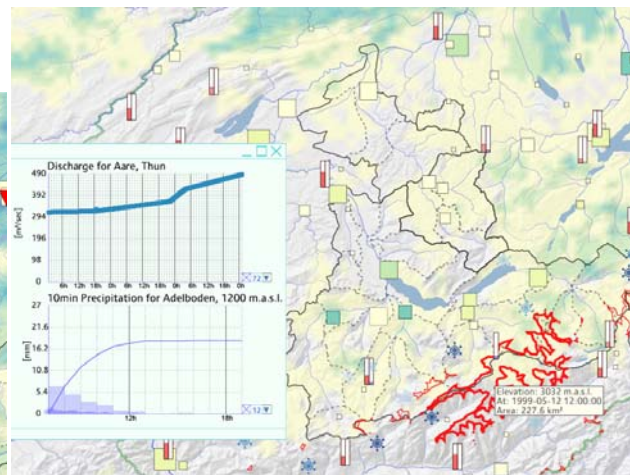 Discharge for Aare, Thun
490
392
294
196
98
0
[m³/sec]
6h 12h 18h 0h 6h 12h 18h 0h 6h 12h 18h 0h
72
10min Precipitation for Adelboden, 1200 m.a.s.l.
27
21.6
16.2
10.8
5.4
0
[mm]
12h 18h
12
Elevation: 3032 m.a.s.l.
At: 1999-05-12 12:00:00
Area: 227.6 km²